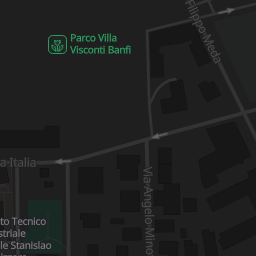 Parco Villa
Visconti Banfi
Filippo Meda
a Italia
Via Angelo Mino
to Tecnico
striale
le Stanislao